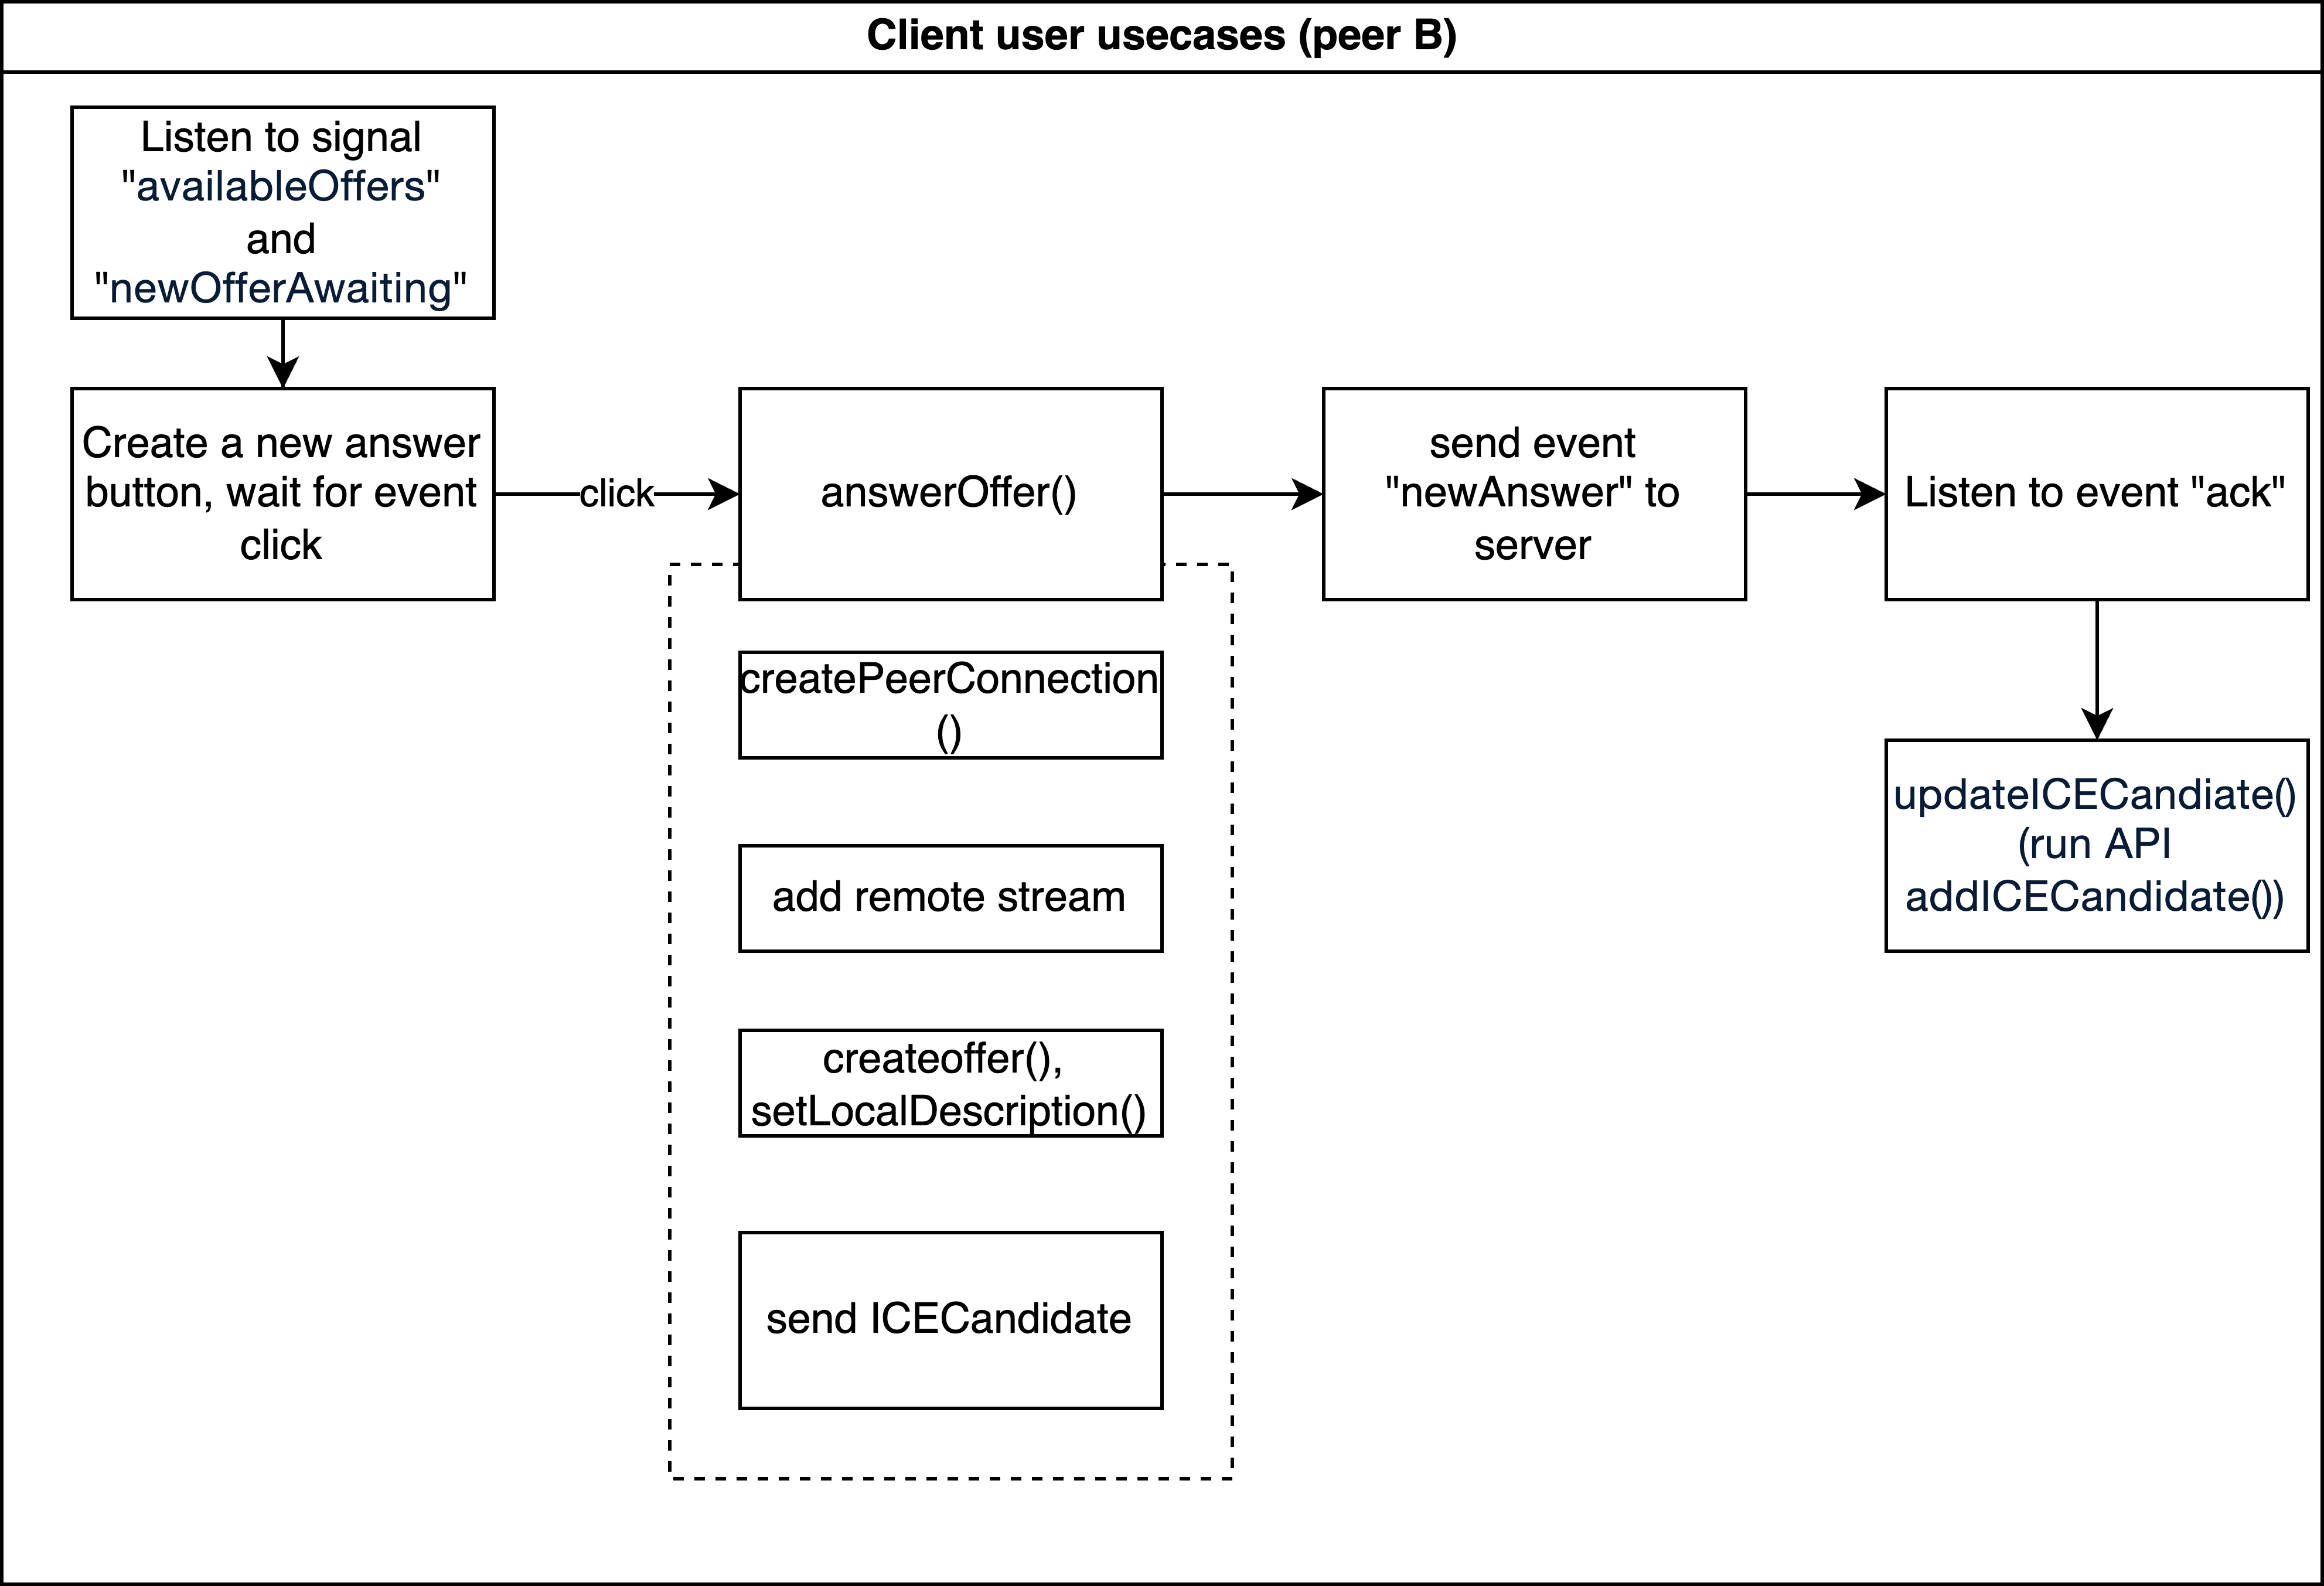 Client user usecases (peer B)
Listen to signal
"availableOffers"
and
"newOfferAwaiting"
Create a new answer
button, wait for event
click
click
answerOffer()
send event
"newAnswer" to
server
Listen to event "ack"
createPeerConnection
()
add remote stream
createoffer(),
setLocalDescription()
send ICECandidate
updateICECandiate()
(run API
addICECandidate())